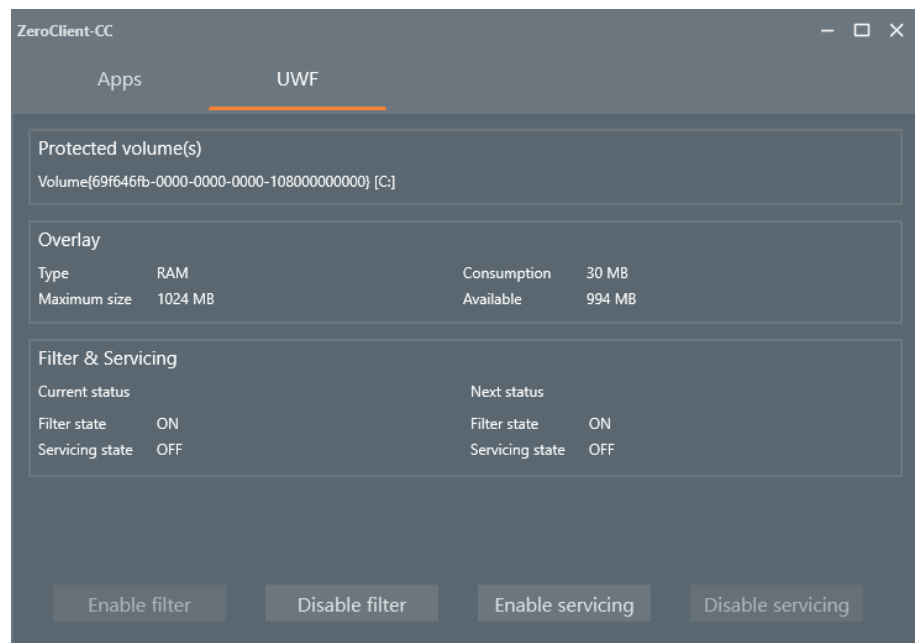 ZeroClient-CC
Apps UWF
Protected volume(s)
Volume{69f646fb-0000-0000-0000-108000000000} [C:]
Overlay
Type RAM Consumption 30 MB
Maximum size 1024 MB Available 994 MB
Filter & Servicing
Current status Next status
Filter state ON Filter state ON
Servicing state OFF Servicing state OFF
Enable filter Disable filter Enable servicing Disable servicing